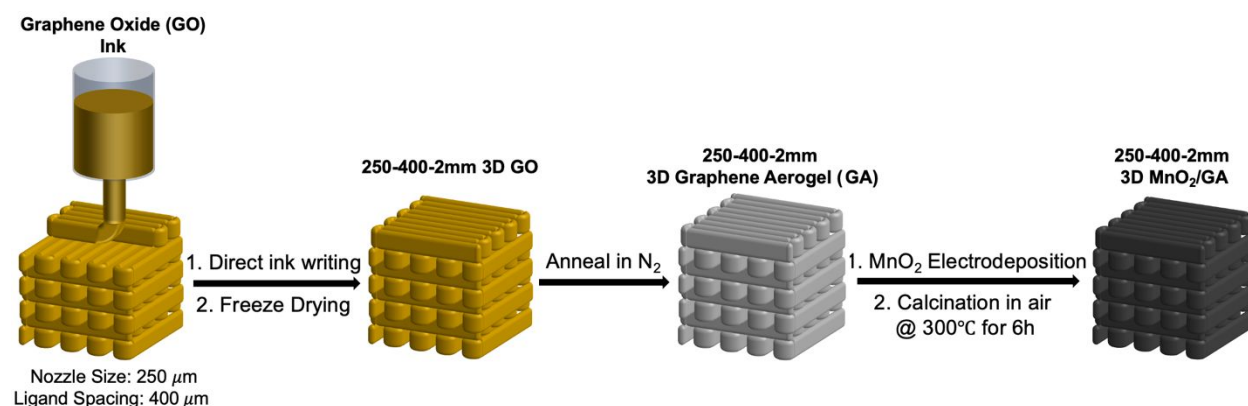 Graphene Oxide (GO)
Ink
Nozzle Size: 250 μm
Ligand Spacing: 400 μm
1. Direct ink writing
2. Freeze Drying
250-400-2mm 3D GO
Anneal in N₂
250-400-2mm
3D Graphene Aerogel (GA)
1. MnO₂ Electrodeposition
2. Calcination in air
@ 300℃ for 6h
250-400-2mm
3D MnO₂/GA